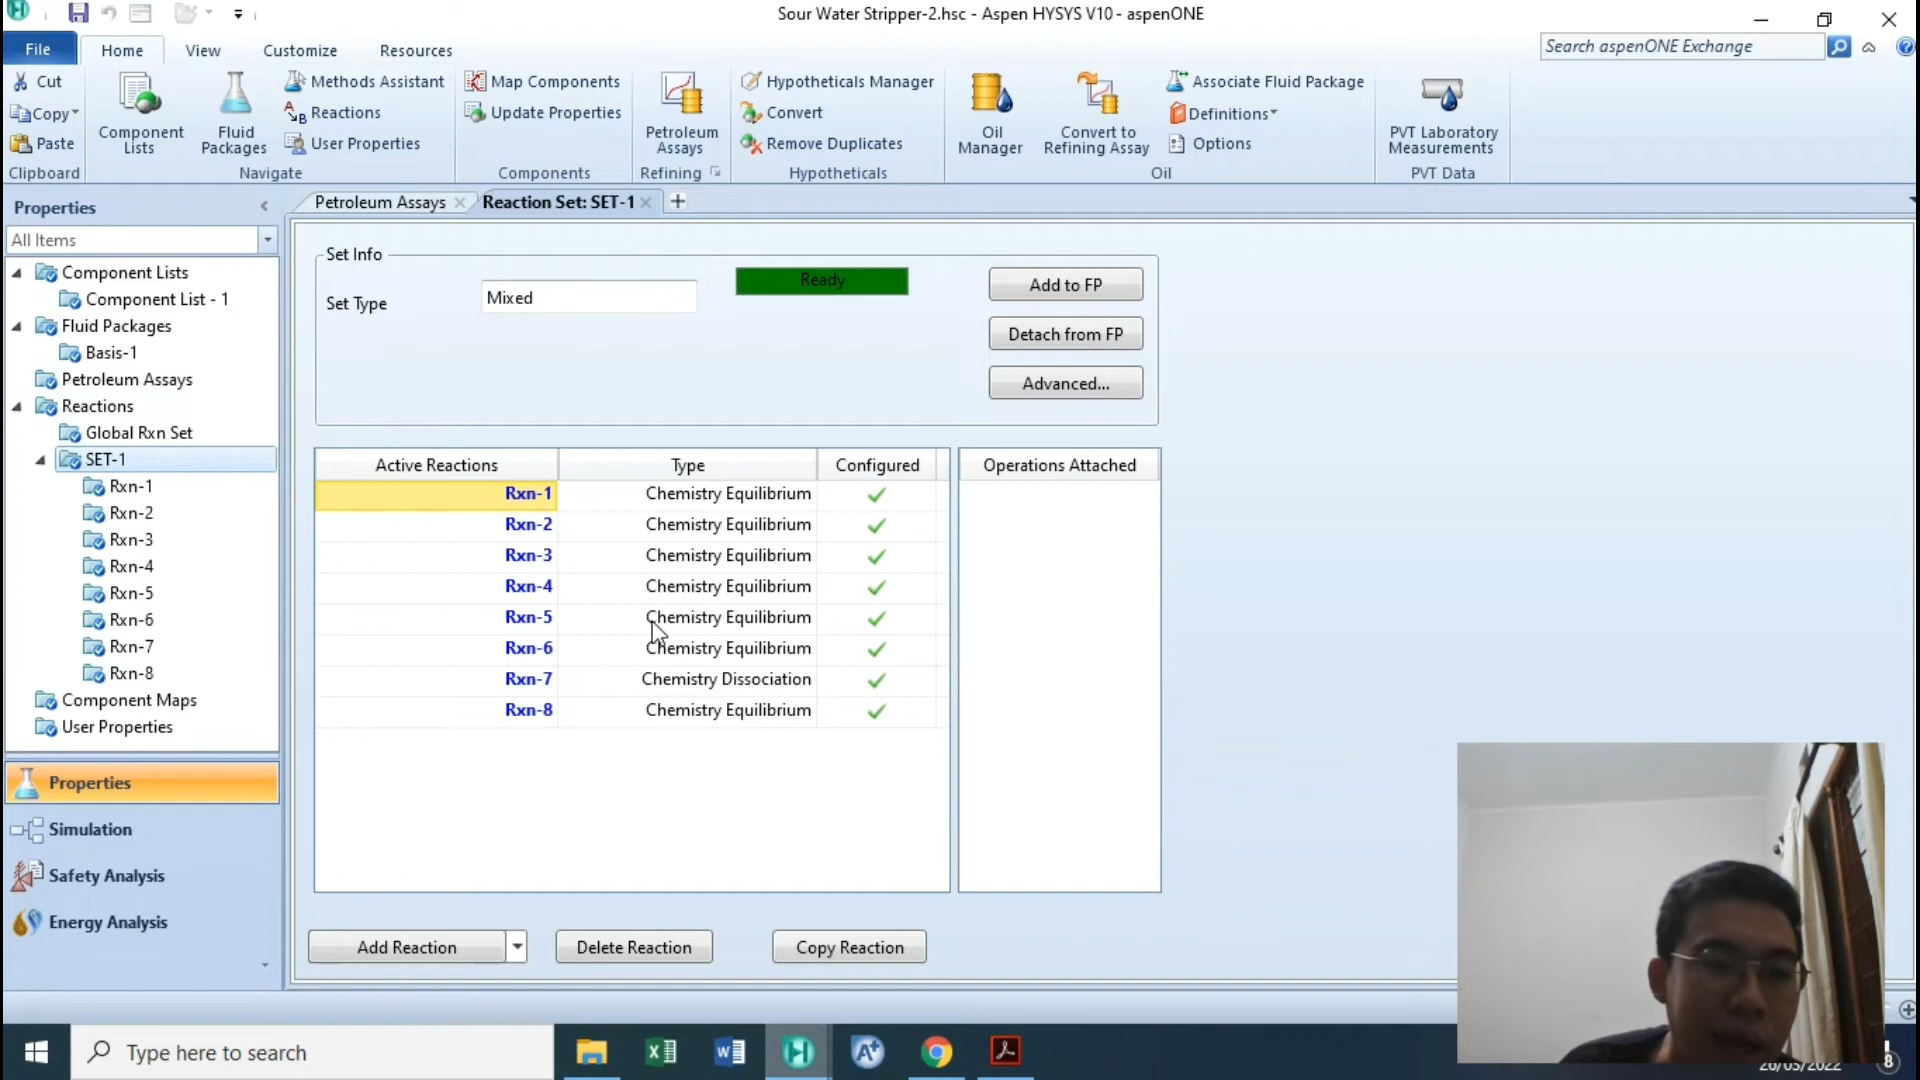 Sour Water Stripper-2.hsc - Aspen HYSYS V10 - aspenONE
File
Home
View
Customize
Resources
Search aspenONE Exchange
Cut
Copy
Paste
Clipboard
Component Lists
Fluid Packages
Methods Assistant
Reactions
User Properties
Navigate
Map Components
Update Properties
Components
Petroleum Assays
Refining
Hypotheticals Manager
Convert
Remove Duplicates
Hypotheticals
Oil Manager
Convert to Refining Assay
Associate Fluid Package
Definitions
Options
Oil
PVT Laboratory Measurements
PVT Data
Properties
All Items
Component Lists
Component List - 1
Fluid Packages
Basis-1
Petroleum Assays
Reactions
Global Rxn Set
SET-1
Rxn-1
Rxn-2
Rxn-3
Rxn-4
Rxn-5
Rxn-6
Rxn-7
Rxn-8
Component Maps
User Properties
Properties
Simulation
Safety Analysis
Energy Analysis
Petroleum Assays
Reaction Set: SET-1
Set Info
Set Type
Mixed
Ready
Add to FP
Detach from FP
Advanced...
Active Reactions Type Configured
Rxn-1 Chemistry Equilibrium
Rxn-2 Chemistry Equilibrium
Rxn-3 Chemistry Equilibrium
Rxn-4 Chemistry Equilibrium
Rxn-5 Chemistry Equilibrium
Rxn-6 Chemistry Equilibrium
Rxn-7 Chemistry Dissociation
Rxn-8 Chemistry Equilibrium
Operations Attached
Add Reaction
Delete Reaction
Copy Reaction
Type here to search
26/05/2022
8